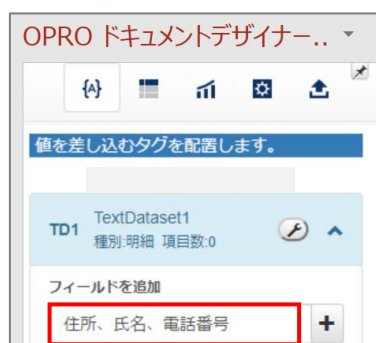 OPRO ドキュメントデザイナー..
{A}
値を差し込むタグを配置します。
TD1 TextDataset1
種別:明細 項目数:0
フィールドを追加
住所、氏名、電話番号 +